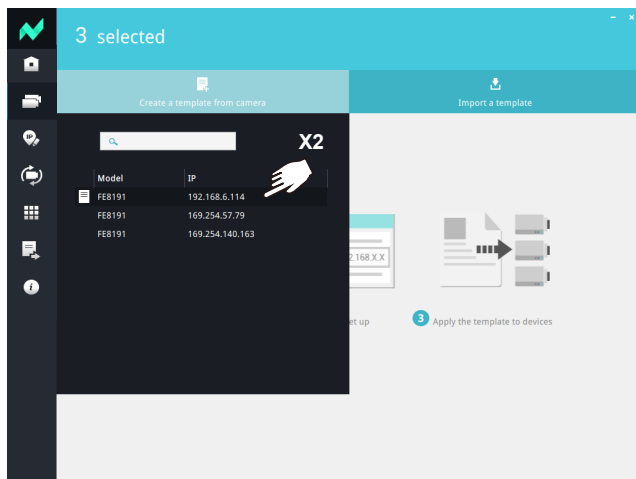 3 selected
Create a template from camera
Import a template
X2
Model IP
FE8191 192.168.6.114
FE8191 169.254.57.79
FE8191 169.254.140.163
2.168.X.X
et up
3 Apply the template to devices
IP
i